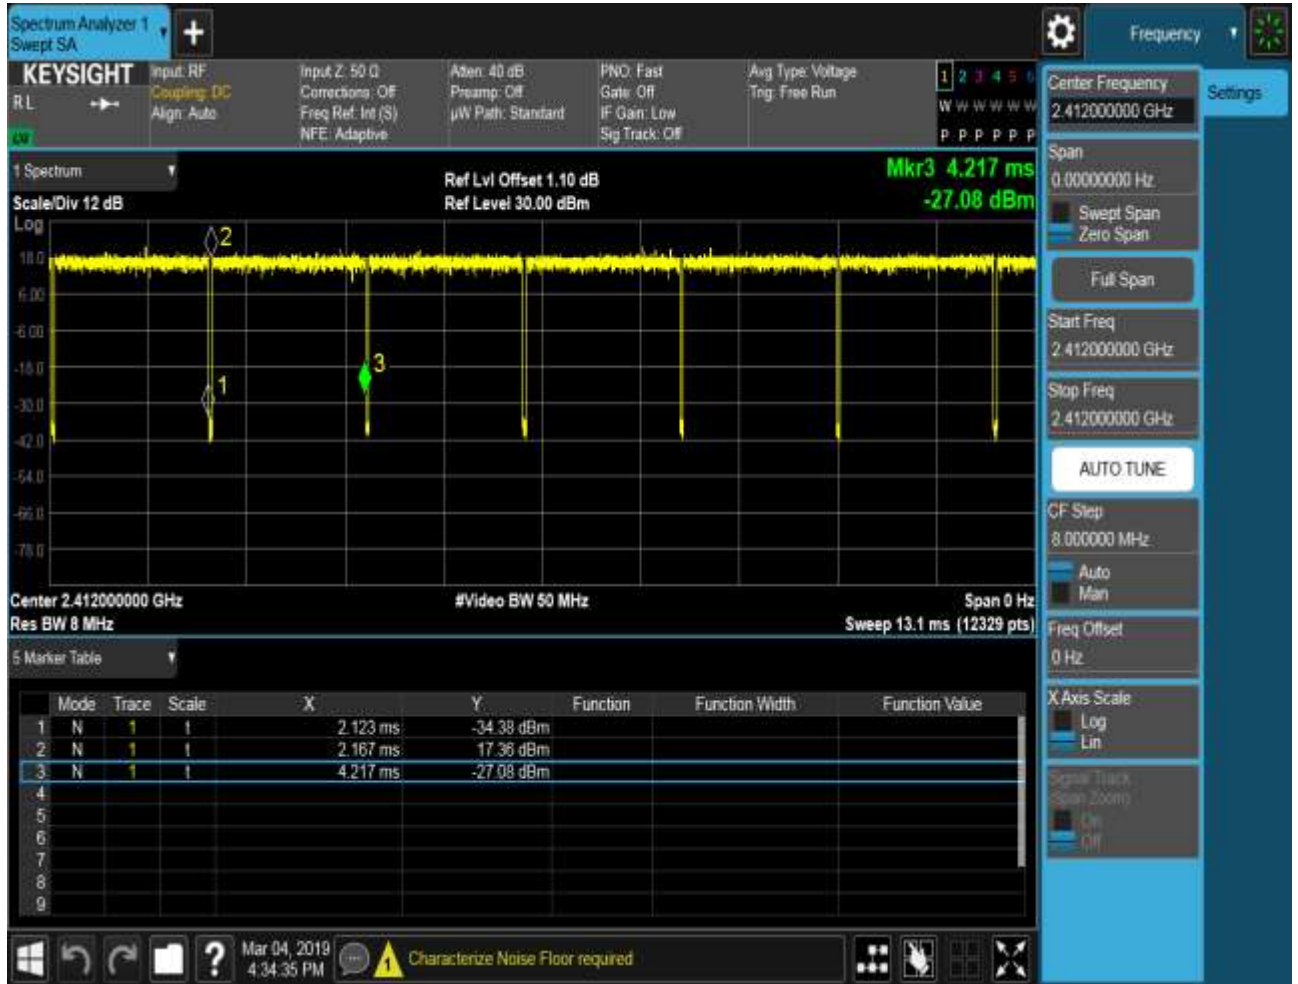 Spectrum Analyzer 1
Swept SA
+
Frequency
KEYSIGHT
R L
Input: RF
Coupling: DC
Align: Auto
Input Z: 50 Ω
Corrections: Off
Freq Ref: Int (S)
NFE: Adaptive
Atten: 40 dB
Preamp: Off
µW Path: Standard
PNO: Fast
Gate: Off
IF Gain: Low
Sig Track: Off
Avg Type: Voltage
Trig: Free Run
1 2 3 4 5 6
W W W W W W
P P P P P P
1 Spectrum
Scale/Div 12 dB
Ref Lvl Offset 1.10 dB
Ref Level 30.00 dBm
Mkr3 4.217 ms
-27.08 dBm
Log
18.0
6.00
-6.00
-18.0
-30.0
-42.0
-54.0
-66.0
-78.0
2
1
3
Center 2.412000000 GHz
#Video BW 50 MHz
Span 0 Hz
Res BW 8 MHz
Sweep 13.1 ms (12329 pts)
5 Marker Table
Mode Trace Scale X Y Function Function Width Function Value
1 N 1 t 2.123 ms -34.38 dBm
2 N 1 t 2.167 ms 17.36 dBm
3 N 1 t 4.217 ms -27.08 dBm
4
5
6
7
8
9
Mar 04, 2019
4:34:35 PM
?
1
Characterize Noise Floor required
Center Frequency
2.412000000 GHz
Settings
Span
0.00000000 Hz
Swept Span
Zero Span
Full Span
Start Freq
2.412000000 GHz
Stop Freq
2.412000000 GHz
AUTO TUNE
CF Step
8.000000 MHz
Auto
Man
Freq Offset
0 Hz
X Axis Scale
Log
Lin
Signal Track
(Span Zoom)
On
Off